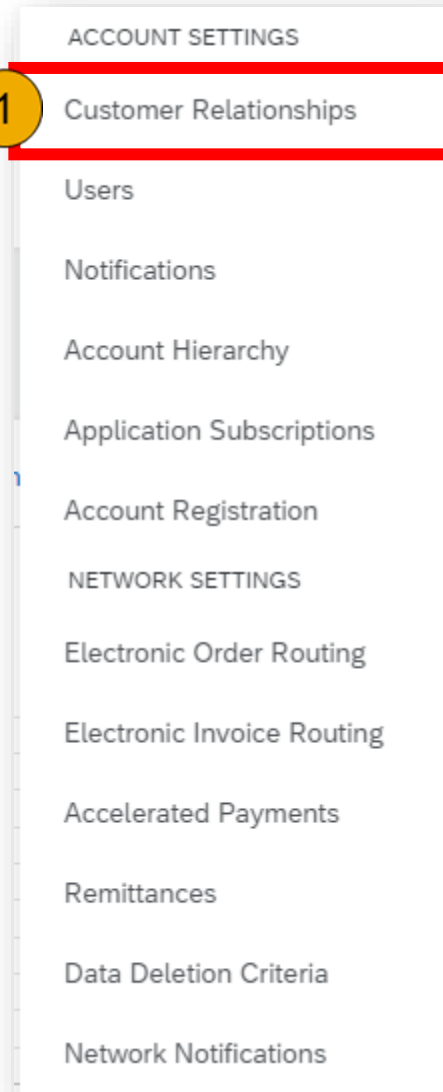 ACCOUNT SETTINGS
1
Customer Relationships
Users
Notifications
Account Hierarchy
Application Subscriptions
Account Registration
NETWORK SETTINGS
Electronic Order Routing
Electronic Invoice Routing
Accelerated Payments
Remittances
Data Deletion Criteria
Network Notifications